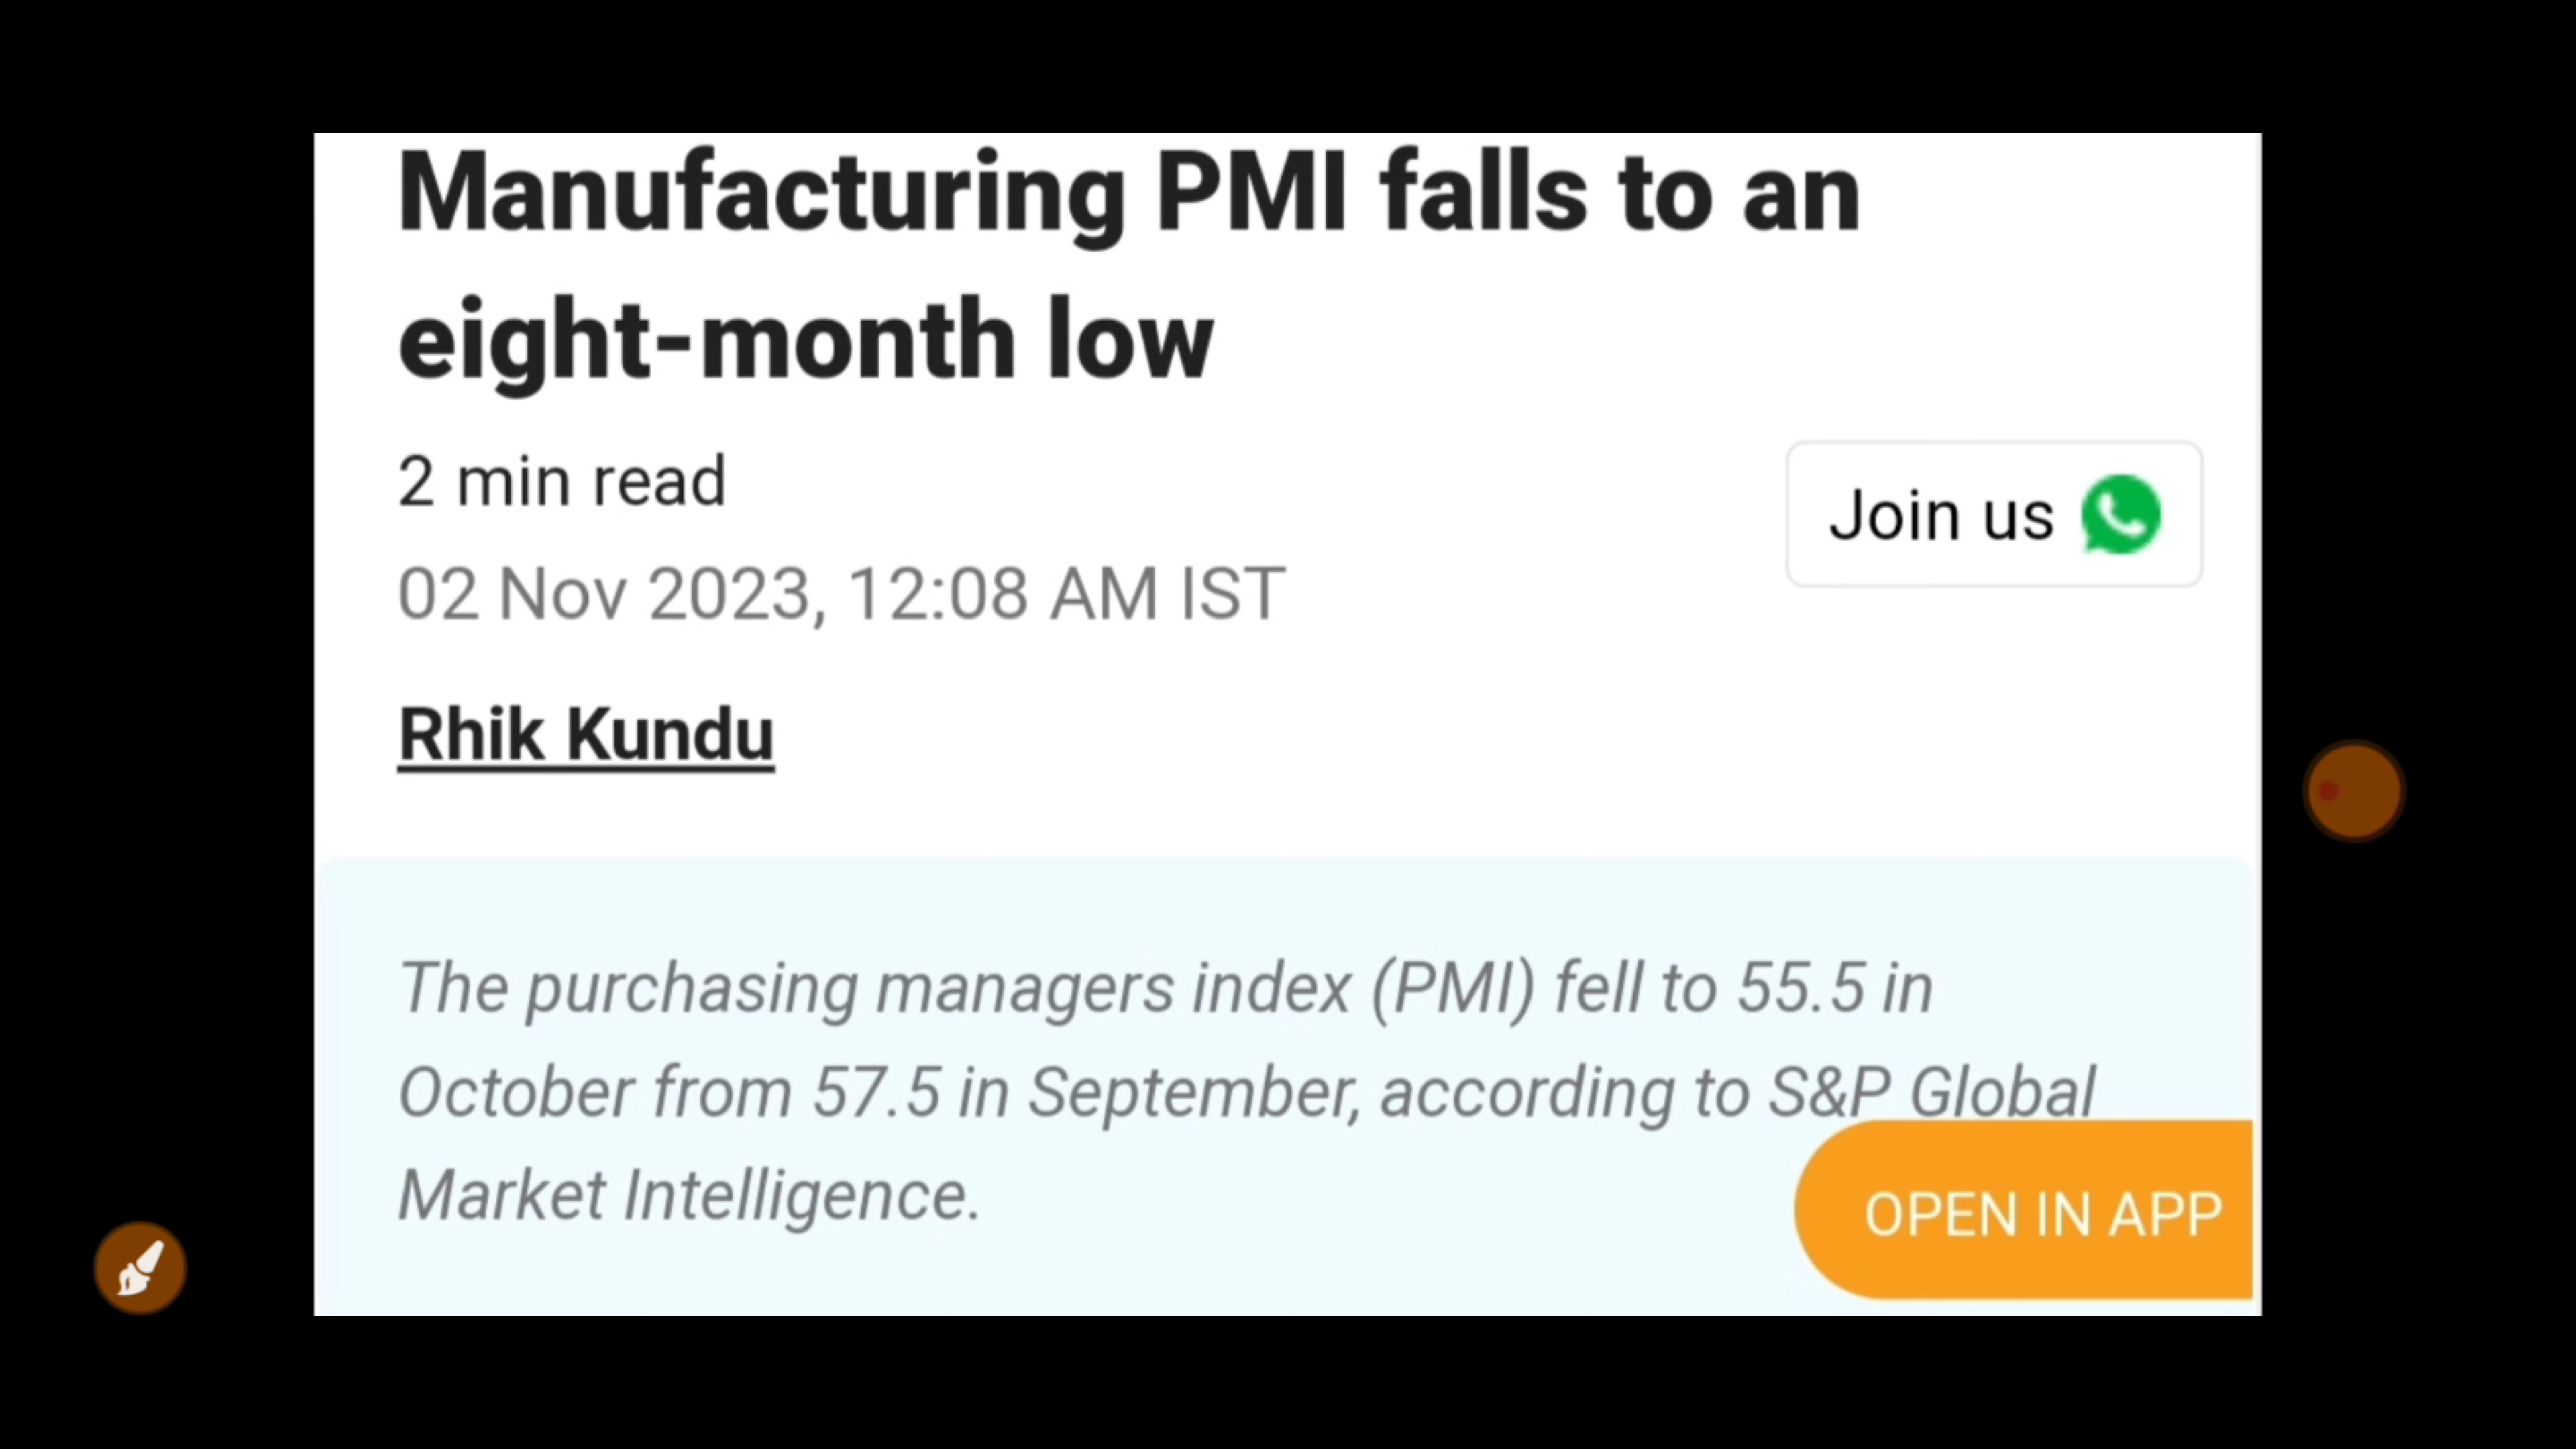 Manufacturing PMI falls to an
eight-month low
2 min read
Join us
02 Nov 2023, 12:08 AM IST
Rhik Kundu
The purchasing managers index (PMI) fell to 55.5 in
October from 57.5 in September, according to S&P Global
Market Intelligence.
OPEN IN APP